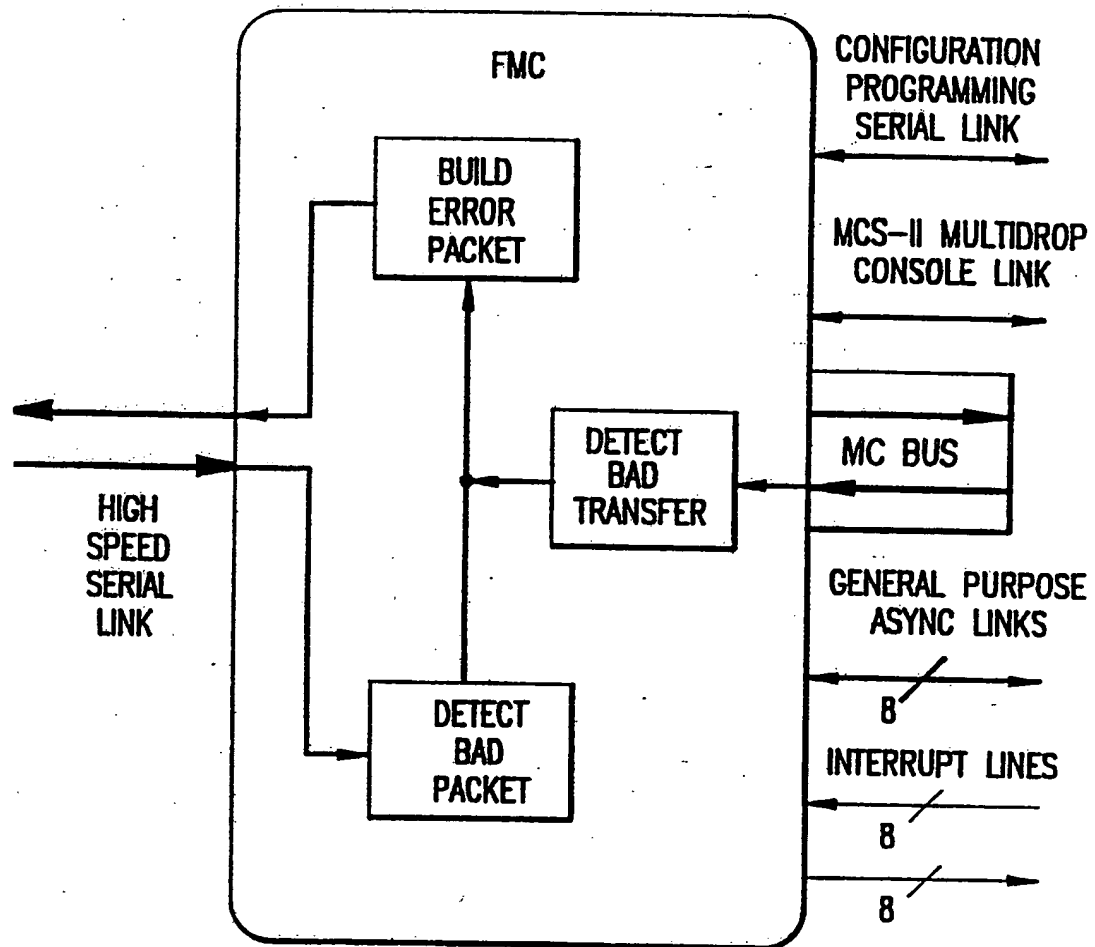 FMC
CONFIGURATION
PROGRAMMING
SERIAL LINK
BUILD
ERROR
PACKET
MCS-II MULTIDROP
CONSOLE LINK
DETECT
BAD
TRANSFER
MC BUS
HIGH
SPEED
SERIAL
LINK
GENERAL PURPOSE
ASYNC LINKS
8
DETECT
BAD
PACKET
INTERRUPT LINES
8
8